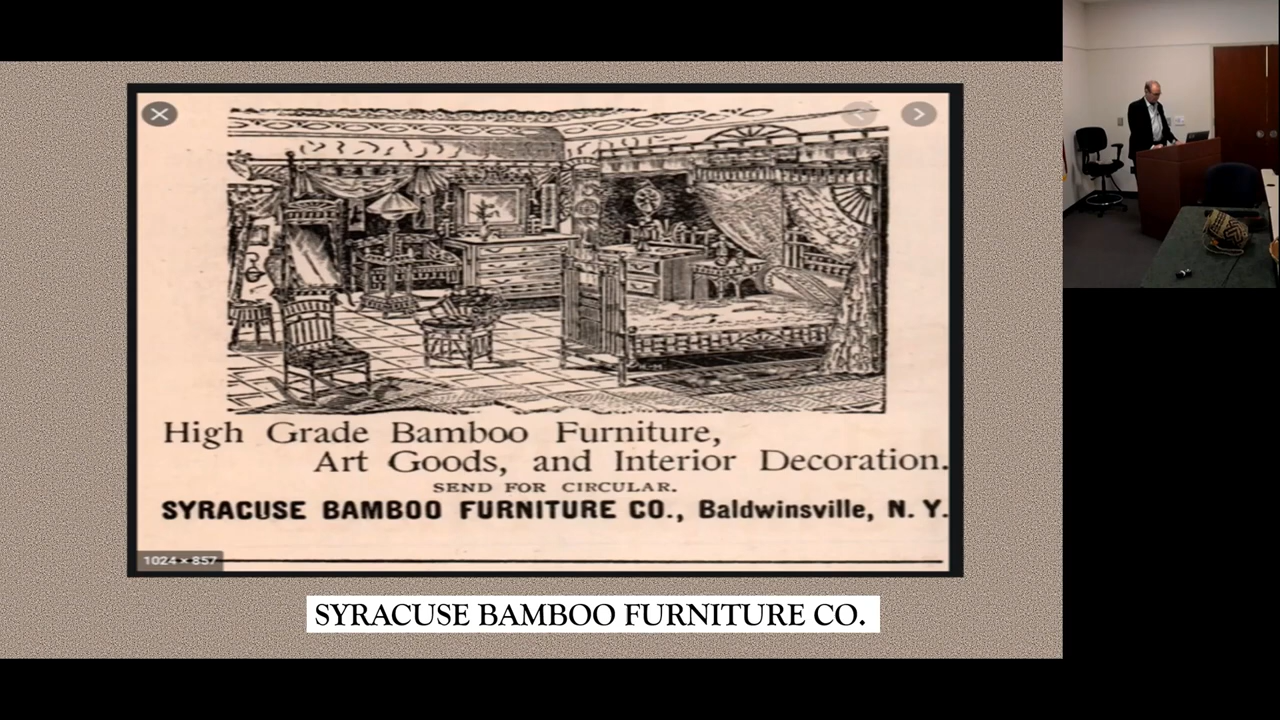 High Grade Bamboo Furniture,
Art Goods, and Interior Decoration.
SEND FOR CIRCULAR.
SYRACUSE BAMBOO FURNITURE CO., Baldwinsville, N. Y.
1024 × 857
SYRACUSE BAMBOO FURNITURE CO.